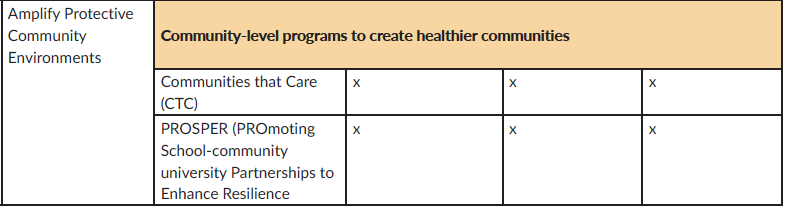 Amplify Protective
Community
Environments
Community-level programs to create healthier communities
Communities that Care
(CTC)
x x x
PROSPER (PROmoting
School-community
university Partnerships to
Enhance Resilience
x x x